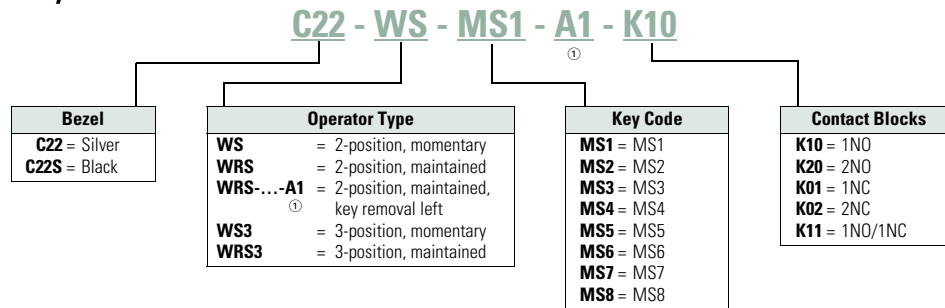 C22 - WS - MS1 - A1 - K10
①
Bezel
C22 = Silver
C22S = Black
Operator Type
WS = 2-position, momentary
WRS = 2-position, maintained
WRS-...-A1 = 2-position, maintained,
① key removal left
WS3 = 3-position, momentary
WRS3 = 3-position, maintained
Key Code
MS1 = MS1
MS2 = MS2
MS3 = MS3
MS4 = MS4
MS5 = MS5
MS6 = MS6
MS7 = MS7
MS8 = MS8
Contact Blocks
K10 = 1NO
K20 = 2NO
K01 = 1NC
K02 = 2NC
K11 = 1NO/1NC